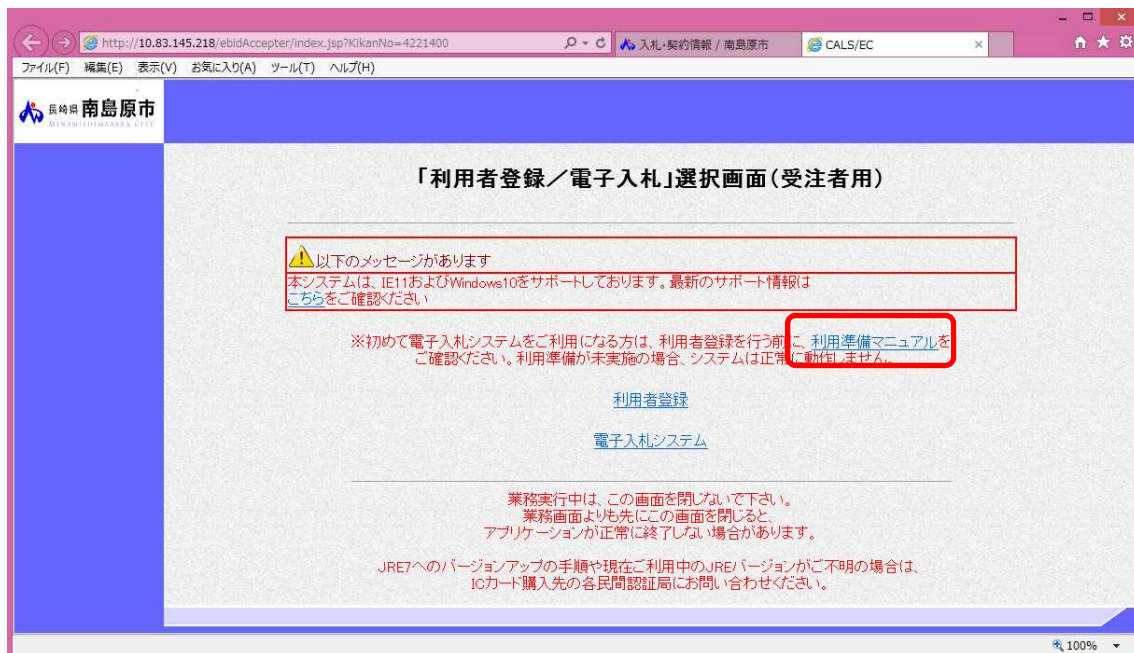 http://10.83.145.218/ebidAccepter/index.jsp?KikanNo=4221400
入札・契約情報 / 南島原市
CALS/EC
ファイル(F) 編集(E) 表示(V) お気に入り(A) ツール(T) ヘルプ(H)
長崎県 南島原市
MINAMISHIMABARA CITY
「利用者登録／電子入札」選択画面(受注者用)
以下のメッセージがあります
本システムは、IE11およびWindows10をサポートしております。最新のサポート情報は
こちらをご確認ください
※初めて電子入札システムをご利用になる方は、利用者登録を行う前に、利用準備マニュアルを
ご確認ください。利用準備が未実施の場合、システムは正常に動作しません。
利用者登録
電子入札システム
業務実行中は、この画面を閉じないで下さい。
業務画面よりも先にこの画面を閉じると、
アプリケーションが正常に終了しない場合があります。
JRE7へのバージョンアップの手順や現在ご利用中のJREバージョンがご不明の場合は、
ICカード購入先の各民間認証局にお問い合わせください。
100%